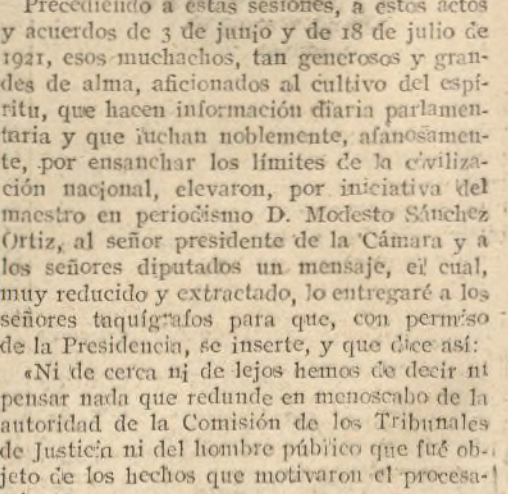 Precediendo a estas sesiones, a estos actos
y acuerdos de 3 de junio y de 18 de julio de
1921, esos muchachos, tan generosos y gran-
des de alma, aficionados al cultivo del espí-
ritu, que hacen información diaria parlamen-
taria y que luchan noblemente, afanosamen-
te, por ensanchar los límites de la civiliza-
ción nacional, elevaron, por iniciativa del
maestro en periodismo D. Modesto Sánchez
Ortiz, al señor presidente de la Cámara y a
los señores diputados un mensaje, el cual,
muy reducido y extractado, lo entregaré a los
señores taquígrafos para que, con permiso
de la Presidencia, se inserte, y que dice así:
«Ni de cerca ni de lejos hemos de decir ni
pensar nada que redunde en menoscabo de la
autoridad de la Comisión de los Tribunales
de Justicia ni del hombre público que fué ob-
jeto de los hechos que motivaron el procesa-